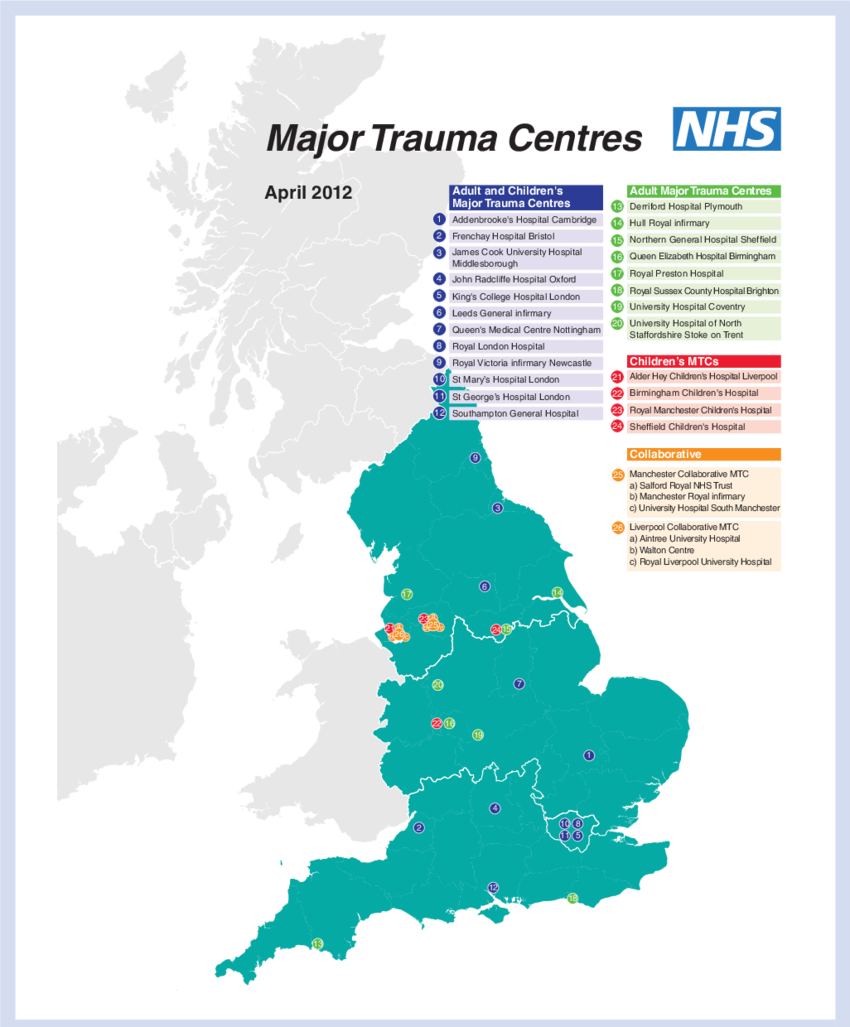 Major Trauma Centres
NHS
April 2012
Adult and Children's
Major Trauma Centres
1 Addenbrooke's Hospital Cambridge
2 Frenchay Hospital Bristol
3 James Cook University Hospital
Middlesborough
4 John Radcliffe Hospital Oxford
5 King's College Hospital London
6 Leeds General infirmary
7 Queen's Medical Centre Nottingham
8 Royal London Hospital
9 Royal Victoria infirmary Newcastle
10 St Mary's Hospital London
11 St George's Hospital London
12 Southampton General Hospital
Adult Major Trauma Centres
13 Derriford Hospital Plymouth
14 Hull Royal infirmary
15 Northern General Hospital Sheffield
16 Queen Elizabeth Hospital Birmingham
17 Royal Preston Hospital
18 Royal Sussex County Hospital Brighton
19 University Hospital Coventry
20 University Hospital of North
Staffordshire Stoke on Trent
Children's MTCs
21 Alder Hey Children's Hospital Liverpool
22 Birmingham Children's Hospital
23 Royal Manchester Children's Hospital
24 Sheffield Children's Hospital
Collaborative
25 Manchester Collaborative MTC
a) Salford Royal NHS Trust
b) Manchester Royal infirmary
c) University Hospital South Manchester
26 Liverpool Collaborative MTC
a) Aintree University Hospital
b) Walton Centre
c) Royal Liverpool University Hospital
9
3
6
17
14
23
25
21
26
24 15
20
7
22 16
19
1
4
2
10 8
11 5
12
18
13